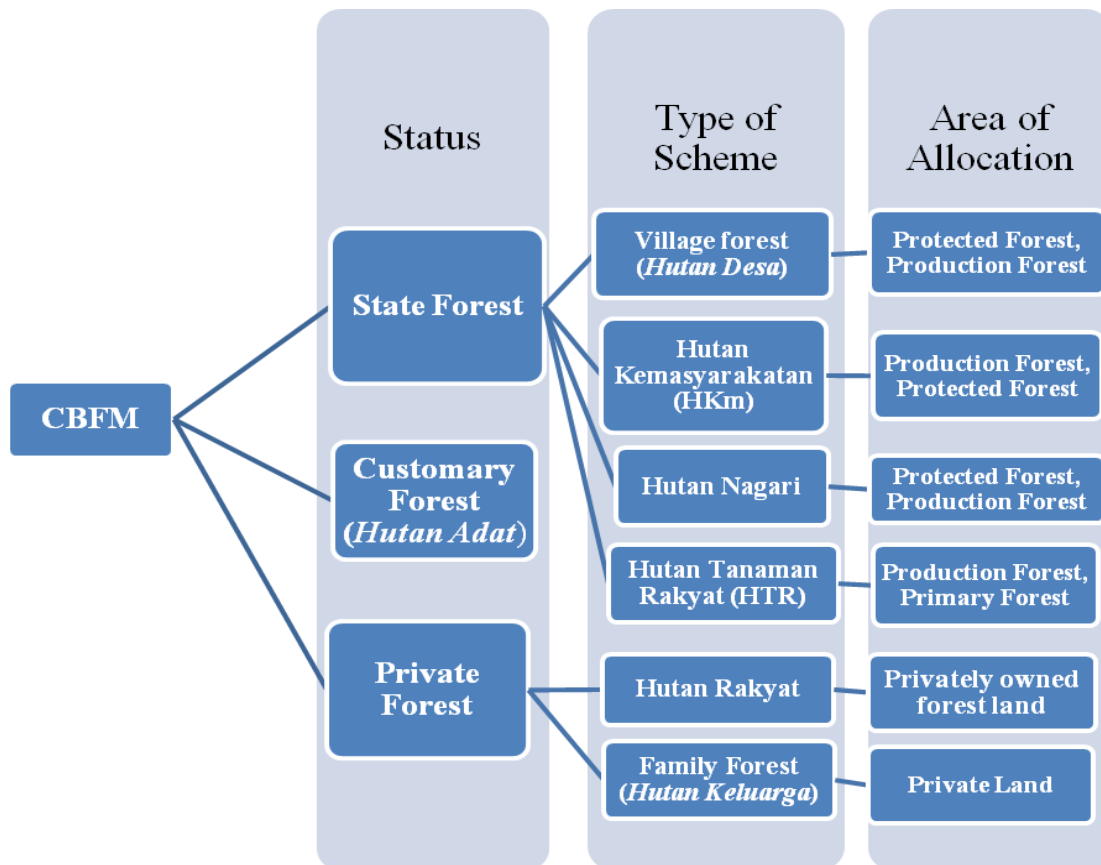 Status
Type of
Scheme
Area of
Allocation
CBFM
State Forest
Customary
Forest
(Hutan Adat)
Private
Forest
Village forest
(Hutan Desa)
Hutan
Kemasyarakatan
(HKm)
Hutan Nagari
Hutan Tanaman
Rakyat (HTR)
Hutan Rakyat
Family Forest
(Hutan Keluarga)
Protected Forest,
Production Forest
Production Forest,
Protected Forest
Protected Forest,
Production Forest
Production Forest,
Primary Forest
Privately owned
forest land
Private Land